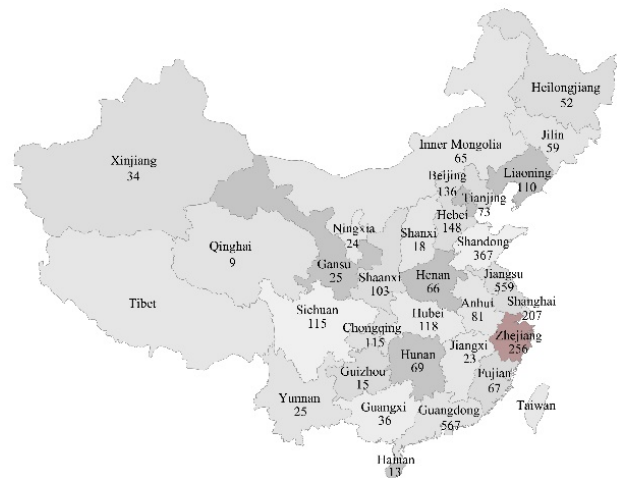 Heilongjiang
52
Jilin
59
Inner Mongolia
65
Xinjiang
34
Beijing
136
Liaoning
110
Tianjing
73
Hebei
148
Ningxia
24
Shanxi
18
Shandong
367
Qinghai
9
Gansu
25
Shaanxi
103
Henan
66
Jiangsu
559
Tibet
Anhui
81
Shanghai
207
Sichuan
115
Hubei
118
Chongqing
115
Zhejiang
256
Hunan
69
Jiangxi
23
Guizhou
15
Fujian
67
Yunnan
25
Guangxi
36
Guangdong
567
Taiwan
Hainan
13